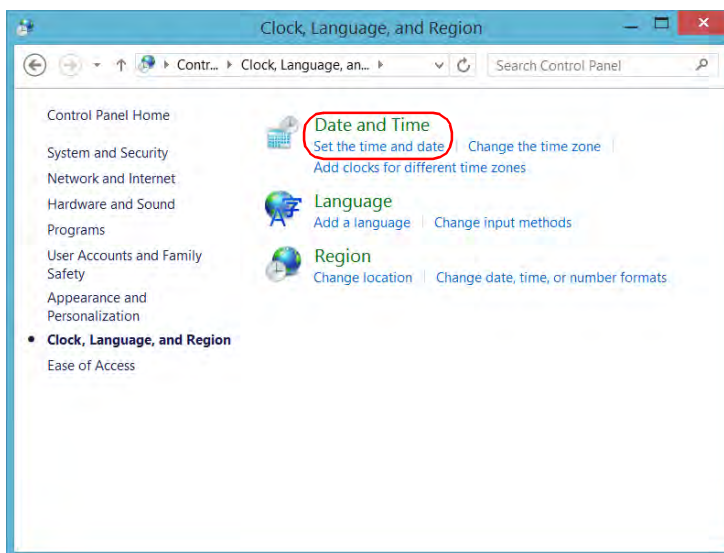 Clock, Language, and Region
Contr... Clock, Language, an... Search Control Panel
Control Panel Home
System and Security
Network and Internet
Hardware and Sound
Programs
User Accounts and Family
Safety
Appearance and
Personalization
Clock, Language, and Region
Ease of Access
Date and Time
Set the time and date Change the time zone
Add clocks for different time zones
Language
Add a language Change input methods
Region
Change location Change date, time, or number formats